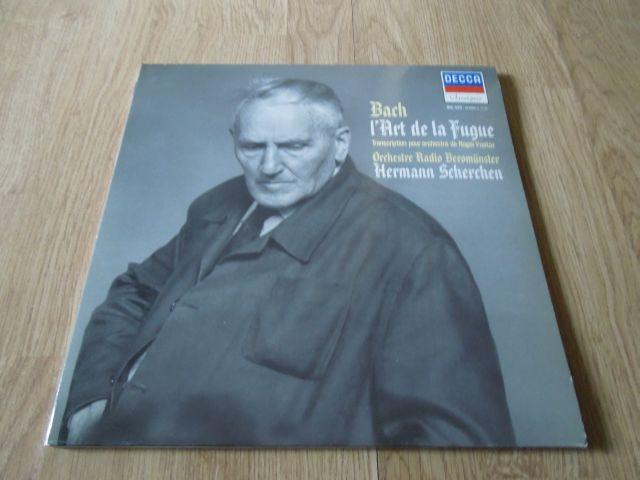 DECCA
Bach
l'Art de la Fugue
Transcription pour orchestre de Roger Vuataz
Orchestre Radio Beromünster
Hermann Scherchen